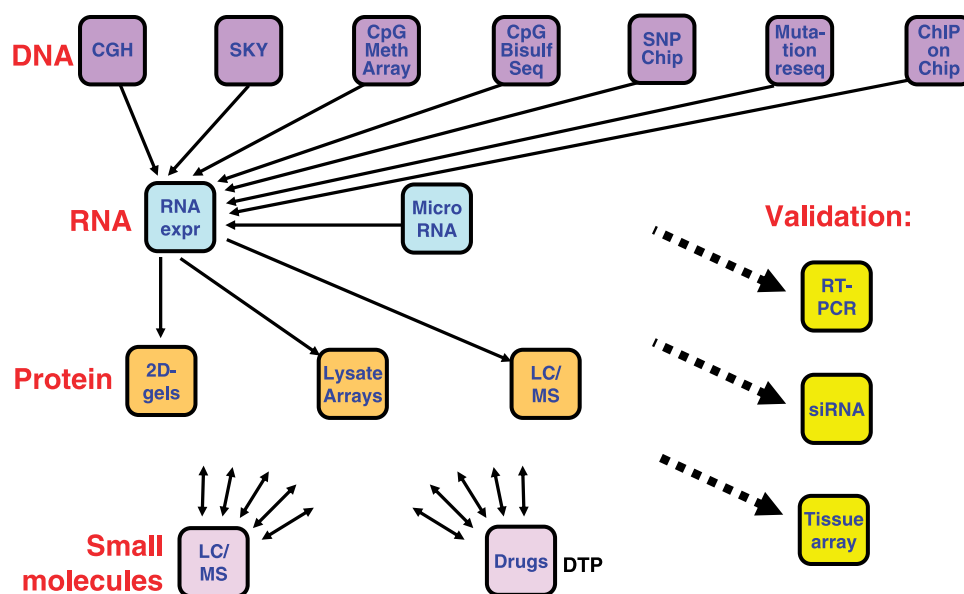 DNA
CGH
SKY
CpG
Meth
Array
CpG
Bisulf
Seq
SNP
Chip
Muta-
tion
reseq
ChIP
on
Chip
RNA
RNA
expr
Micro
RNA
Validation:
RT-
PCR
Protein
2D-
gels
Lysate
Arrays
LC/
MS
siRNA
Small
molecules
LC/
MS
Drugs
DTP
Tissue
array